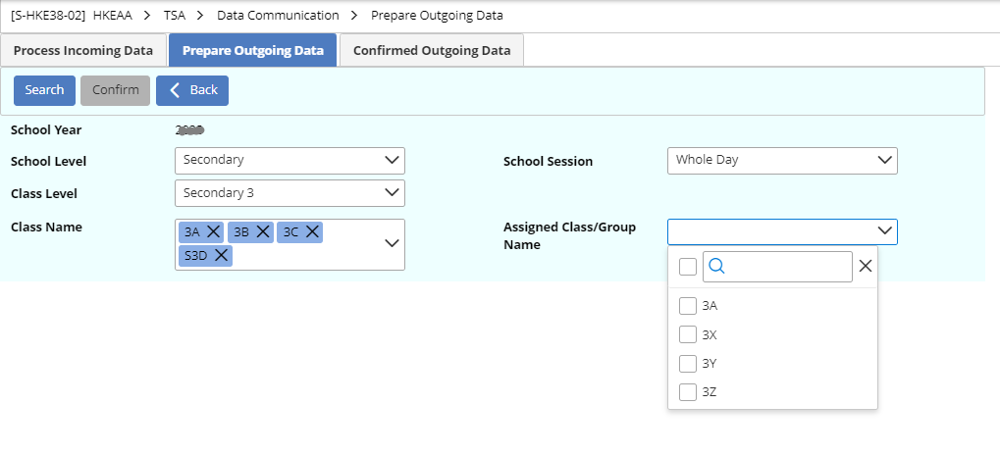 [S-HKE38-02] HKEAA > TSA > Data Communication > Prepare Outgoing Data
Process Incoming Data Prepare Outgoing Data Confirmed Outgoing Data
Search Confirm Back
School Year
School Level Secondary School Session Whole Day
Class Level Secondary 3
Class Name 3A 3B 3C Assigned Class/Group
S3D Name
3A
3X
3Y
3Z